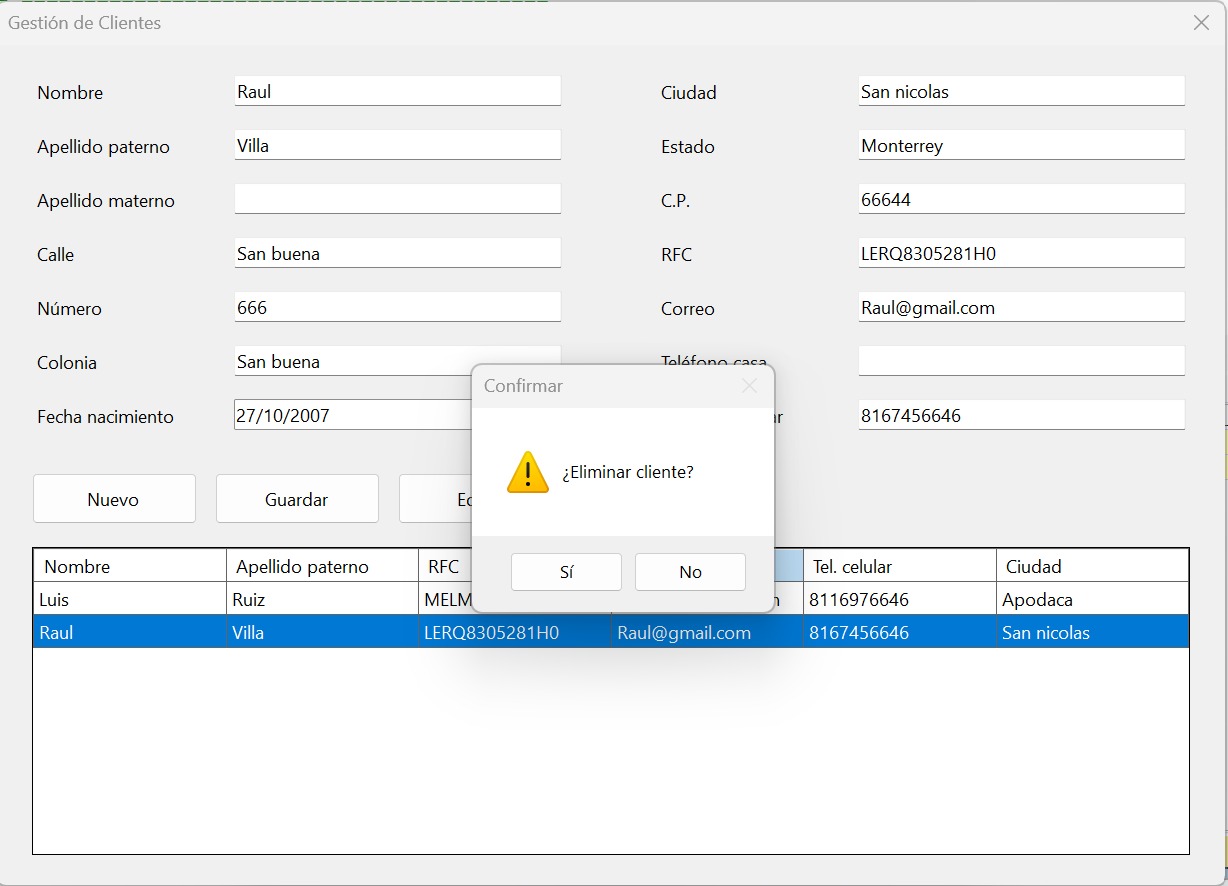 Gestión de Clientes
Nombre Raul Ciudad San nicolas
Apellido paterno Villa Estado Monterrey
Apellido materno C.P. 66644
Calle San buena RFC LERQ8305281H0
Número 666 Correo Raul@gmail.com
Colonia San buena Teléfono casa
Fecha nacimiento 27/10/2007 8167456646
Confirmar
¿Eliminar cliente?
Sí No
Nuevo Guardar
Nombre Apellido paterno RFC Tel. celular Ciudad
Luis Ruiz MELM 8116976646 Apodaca
Raul Villa LERQ8305281H0 Raul@gmail.com 8167456646 San nicolas